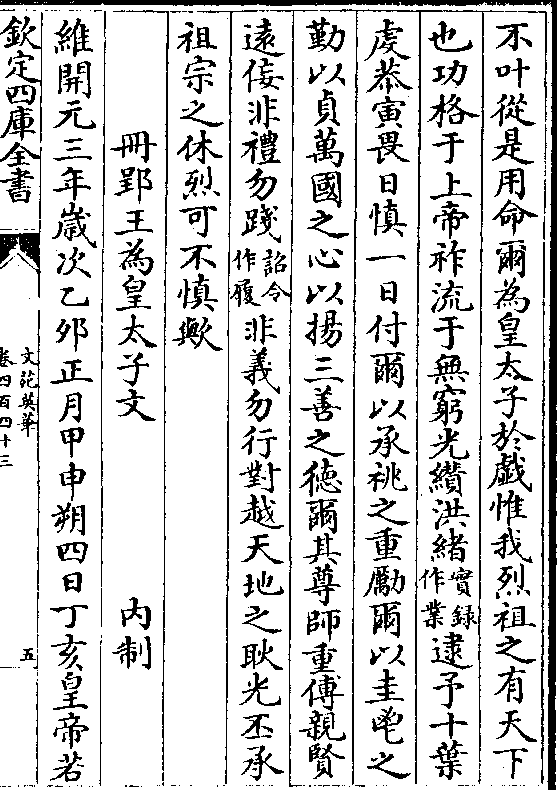 不叶從是用命爾為皇太子於戲惟我烈祖之有天下
也功格于上帝祚流于無窮光纘洪緒實録作業逮予十葉
虔恭寅畏日慎一日付爾以承祧之重勵爾以主鬯之
勤以貞萬國之心以揚三善之德爾其尊師重傅親賢
遠佞非禮勿踐詔令作履非義勿行對越天地之耿光丕承
祖宗之休烈可不慎歟
冊郢王為皇太子文 内制
維開元三年歲次乙夘正月甲申朔四日丁亥皇帝若
欽定四庫全書
文苑英華
卷四百四十三
五